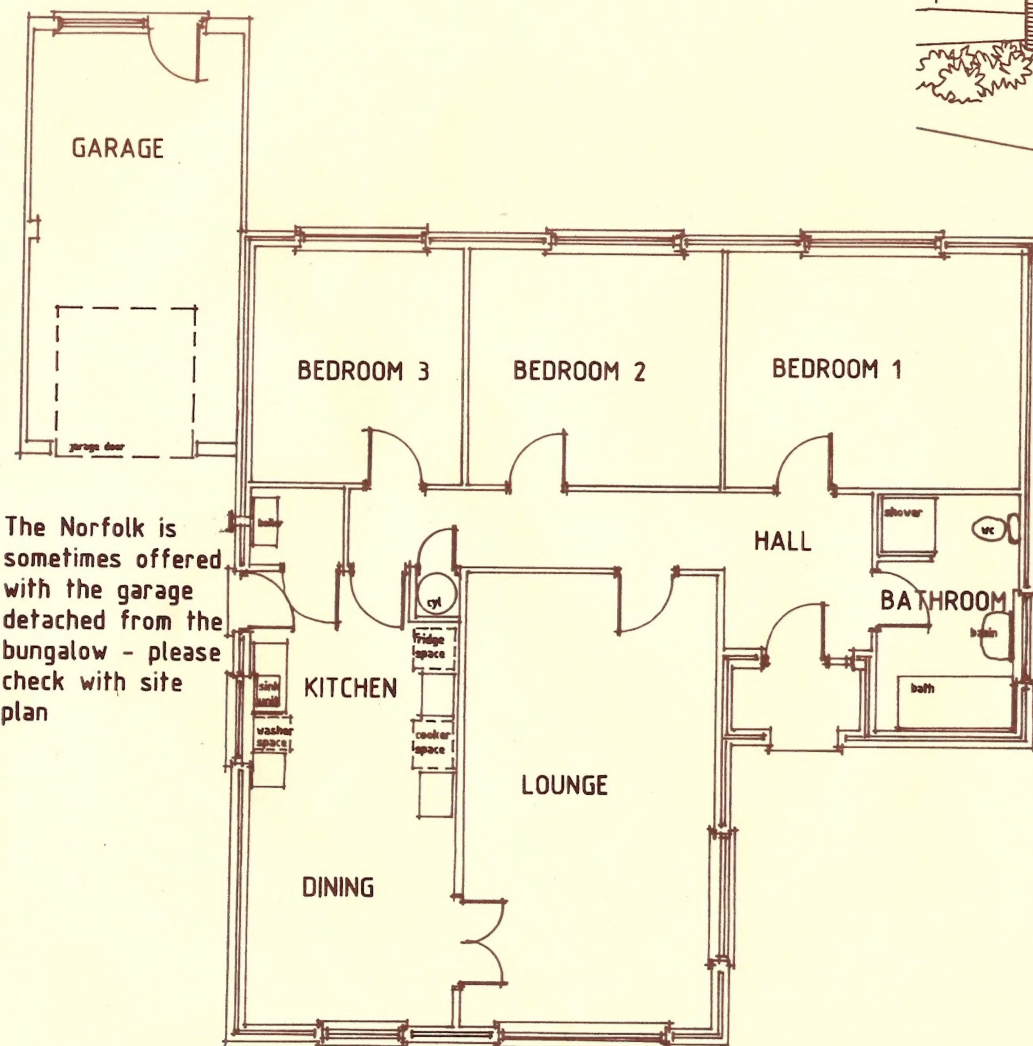 GARAGE
garage door
BEDROOM 3
BEDROOM 2
BEDROOM 1
The Norfolk is
sometimes offered
with the garage
detached from the
bungalow - please
check with site
plan
boiler
cyl
HALL
shower
wc
BATHROOM
basin
bath
fridge
space
KITCHEN
sink
unit
washer
space
cooker
space
LOUNGE
DINING